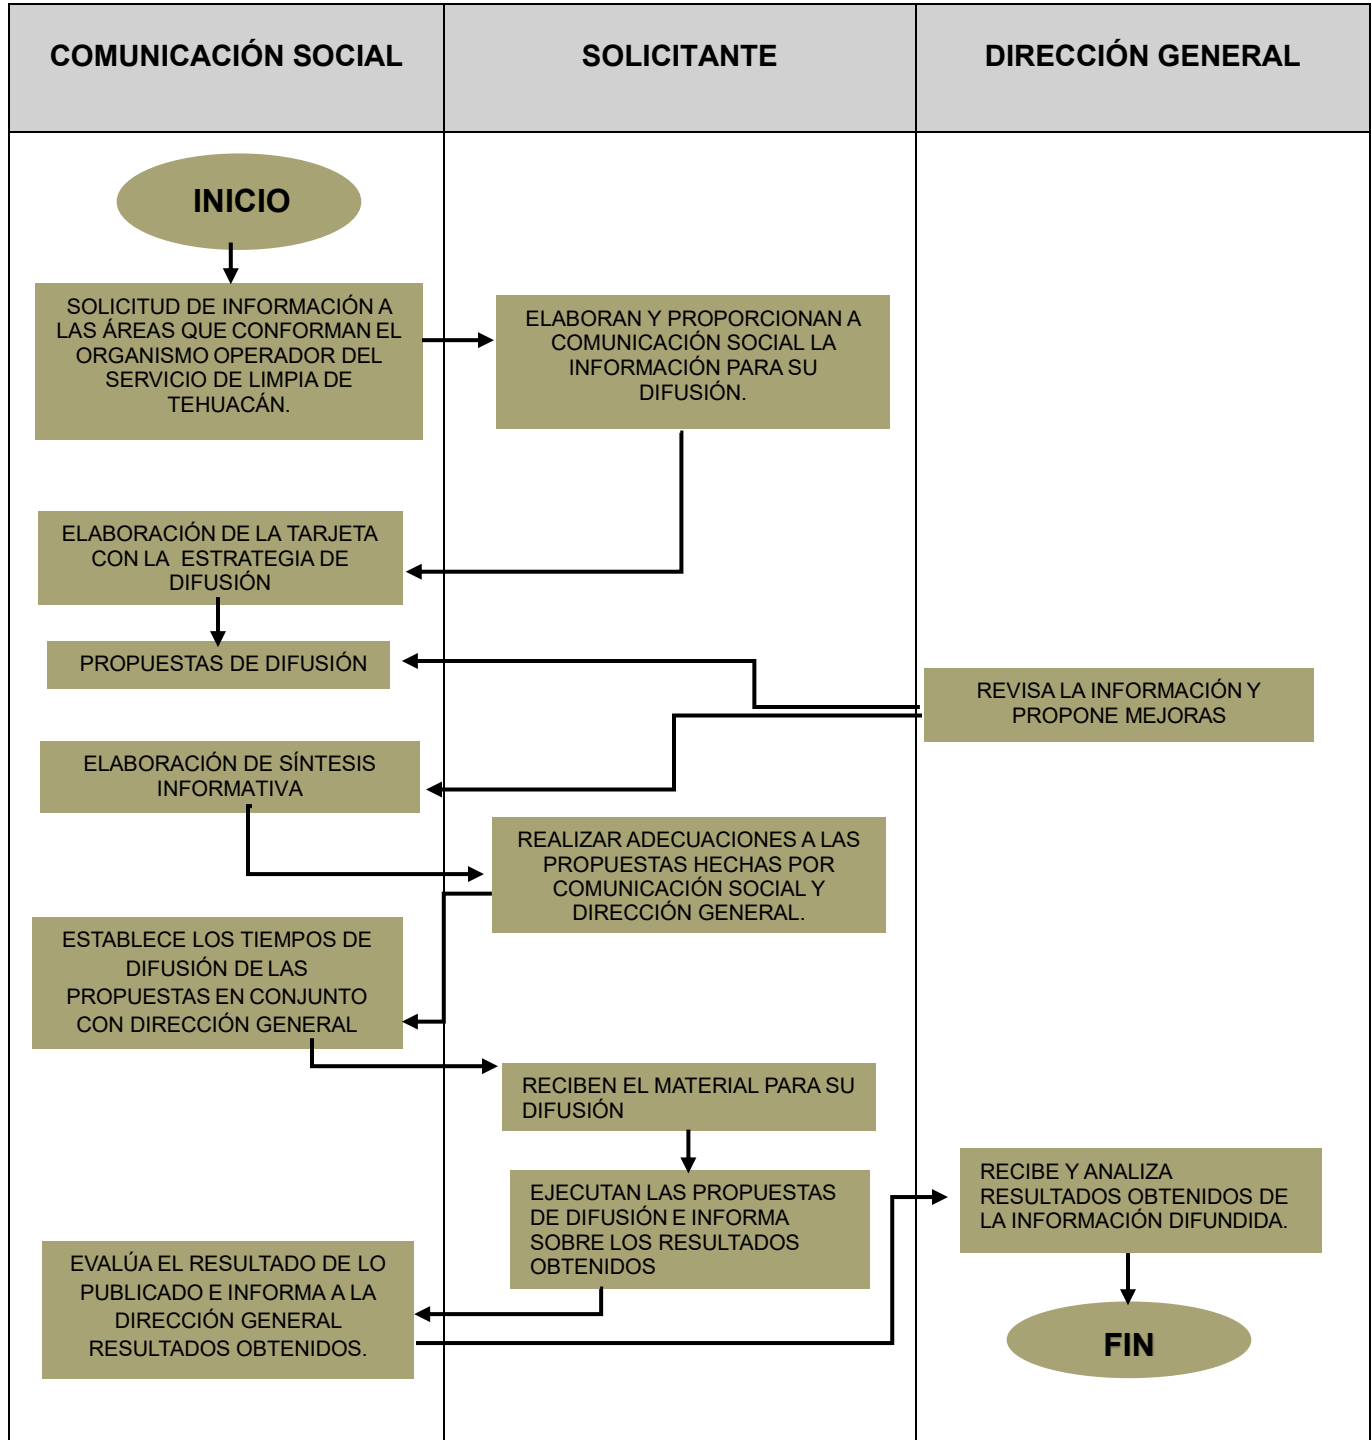 COMUNICACIÓN SOCIAL
SOLICITANTE
DIRECCIÓN GENERAL
INICIO
SOLICITUD DE INFORMACIÓN A
LAS ÁREAS QUE CONFORMAN EL
ORGANISMO OPERADOR DEL
SERVICIO DE LIMPIA DE
TEHUACÁN.
ELABORAN Y PROPORCIONAN A
COMUNICACIÓN SOCIAL LA
INFORMACIÓN PARA SU
DIFUSIÓN.
ELABORACIÓN DE LA TARJETA
CON LA ESTRATEGIA DE
DIFUSIÓN
PROPUESTAS DE DIFUSIÓN
REVISA LA INFORMACIÓN Y
PROPONE MEJORAS
ELABORACIÓN DE SÍNTESIS
INFORMATIVA
REALIZAR ADECUACIONES A LAS
PROPUESTAS HECHAS POR
COMUNICACIÓN SOCIAL Y
DIRECCIÓN GENERAL.
ESTABLECE LOS TIEMPOS DE
DIFUSIÓN DE LAS
PROPUESTAS EN CONJUNTO
CON DIRECCIÓN GENERAL
RECIBEN EL MATERIAL PARA SU
DIFUSIÓN
EJECUTAN LAS PROPUESTAS
DE DIFUSIÓN E INFORMA
SOBRE LOS RESULTADOS
OBTENIDOS
RECIBE Y ANALIZA
RESULTADOS OBTENIDOS DE
LA INFORMACIÓN DIFUNDIDA.
EVALÚA EL RESULTADO DE LO
PUBLICADO E INFORMA A LA
DIRECCIÓN GENERAL
RESULTADOS OBTENIDOS.
FIN